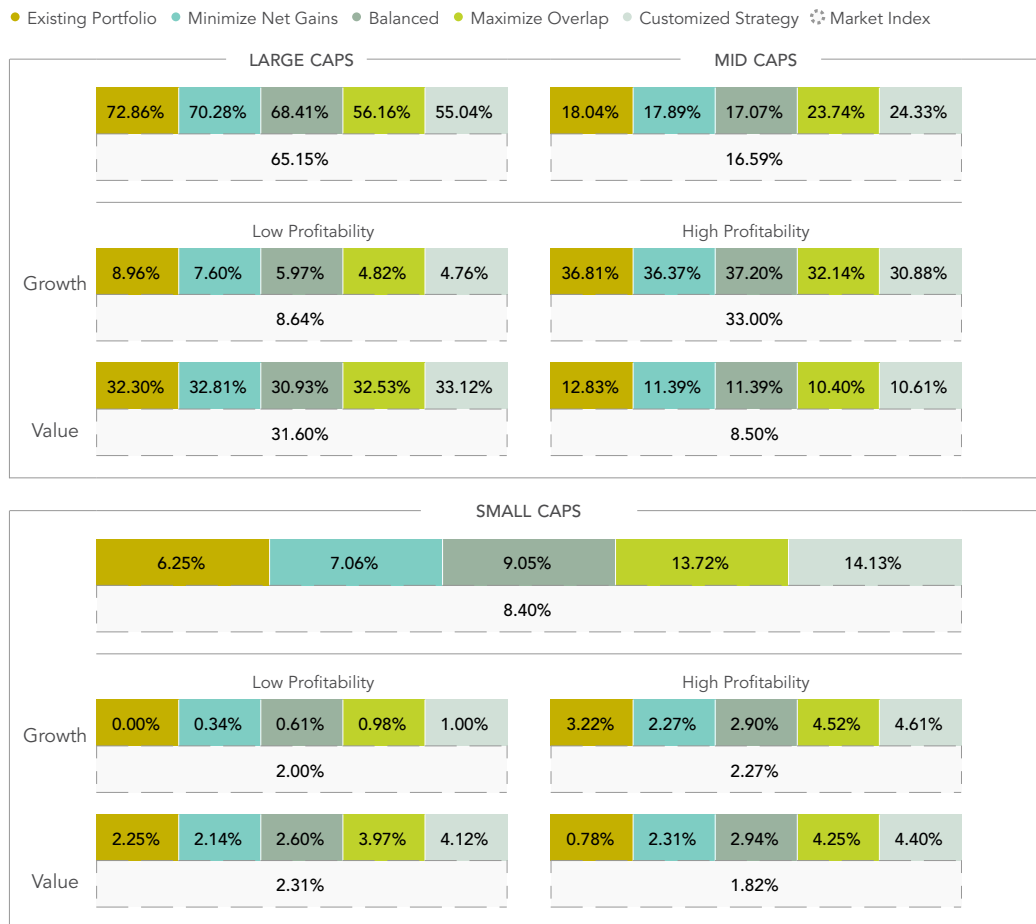 Existing Portfolio Minimize Net Gains Balanced Maximize Overlap Customized Strategy Market Index
LARGE CAPS MID CAPS
72.86% 70.28% 68.41% 56.16% 55.04% 18.04% 17.89% 17.07% 23.74% 24.33%
65.15% 16.59%
Low Profitability High Profitability
Growth 8.96% 7.60% 5.97% 4.82% 4.76% 36.81% 36.37% 37.20% 32.14% 30.88%
8.64% 33.00%
Value 32.30% 32.81% 30.93% 32.53% 33.12% 12.83% 11.39% 11.39% 10.40% 10.61%
31.60% 8.50%
SMALL CAPS
6.25% 7.06% 9.05% 13.72% 14.13%
8.40%
Low Profitability High Profitability
Growth 0.00% 0.34% 0.61% 0.98% 1.00% 3.22% 2.27% 2.90% 4.52% 4.61%
2.00% 2.27%
Value 2.25% 2.14% 2.60% 3.97% 4.12% 0.78% 2.31% 2.94% 4.25% 4.40%
2.31% 1.82%